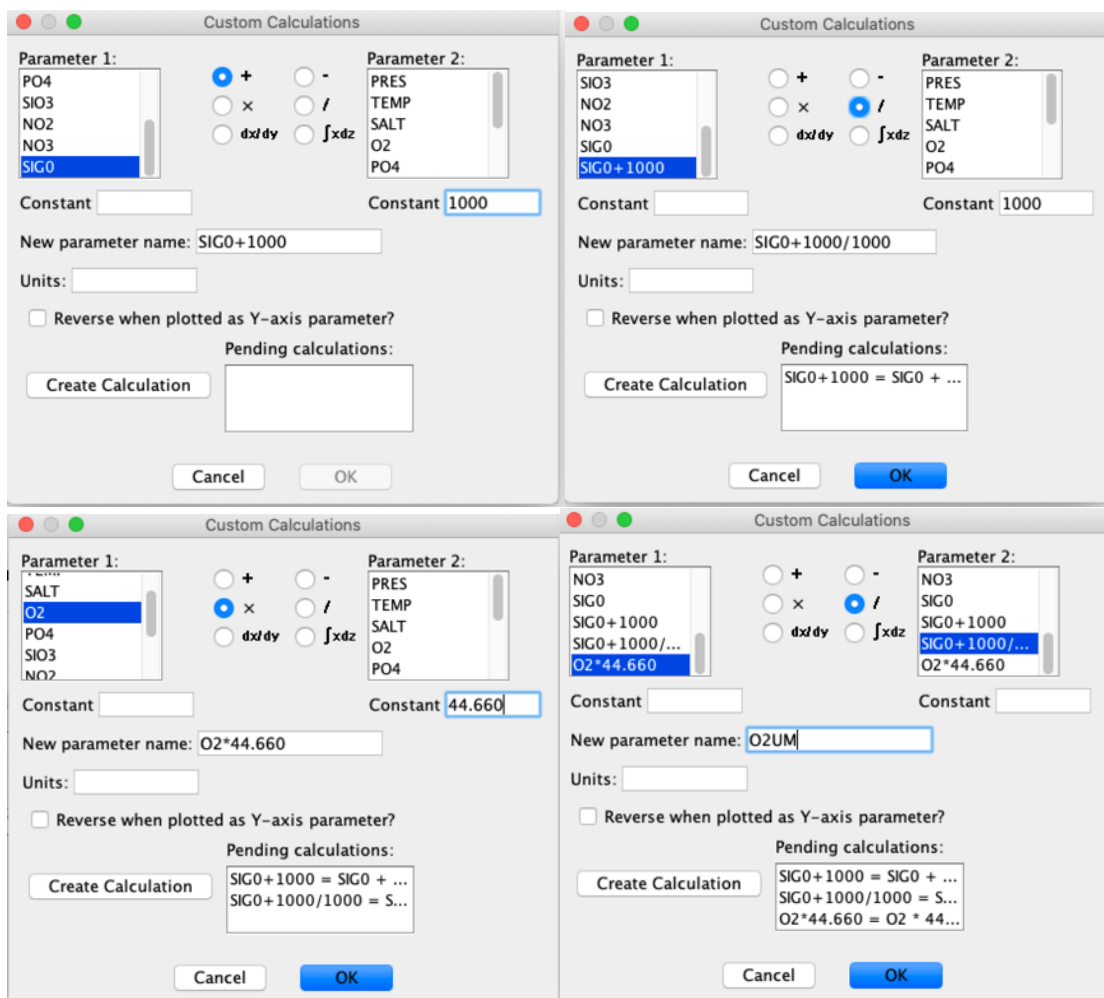 Custom Calculations
Parameter 1:
PO4
SIO3
NO2
NO3
SIG0
+
-
×
/
dx/dy
∫xdz
Parameter 2:
PRES
TEMP
SALT
O2
PO4
Constant
Constant 1000
New parameter name: SIG0+1000
Units:
Reverse when plotted as Y-axis parameter?
Pending calculations:
Create Calculation
Cancel
OK
Custom Calculations
Parameter 1:
SIO3
NO2
NO3
SIG0
SIG0+1000
+
-
×
/
dx/dy
∫xdz
Parameter 2:
PRES
TEMP
SALT
O2
PO4
Constant
Constant 1000
New parameter name: SIG0+1000/1000
Units:
Reverse when plotted as Y-axis parameter?
Pending calculations:
Create Calculation
SIG0+1000 = SIG0 + ...
Cancel
OK
Custom Calculations
Parameter 1:
SALT
O2
PO4
SIO3
NO2
+
-
×
/
dx/dy
∫xdz
Parameter 2:
PRES
TEMP
SALT
O2
PO4
Constant
Constant 44.660
New parameter name: O2*44.660
Units:
Reverse when plotted as Y-axis parameter?
Pending calculations:
Create Calculation
SIG0+1000 = SIG0 + ...
SIG0+1000/1000 = S...
Cancel
OK
Custom Calculations
Parameter 1:
NO3
SIG0
SIG0+1000
SIG0+1000/...
O2*44.660
+
-
×
/
dx/dy
∫xdz
Parameter 2:
NO3
SIG0
SIG0+1000
SIG0+1000/...
O2*44.660
Constant
Constant
New parameter name: O2UM
Units:
Reverse when plotted as Y-axis parameter?
Pending calculations:
Create Calculation
SIG0+1000 = SIG0 + ...
SIG0+1000/1000 = S...
O2*44.660 = O2 * 44...
Cancel
OK